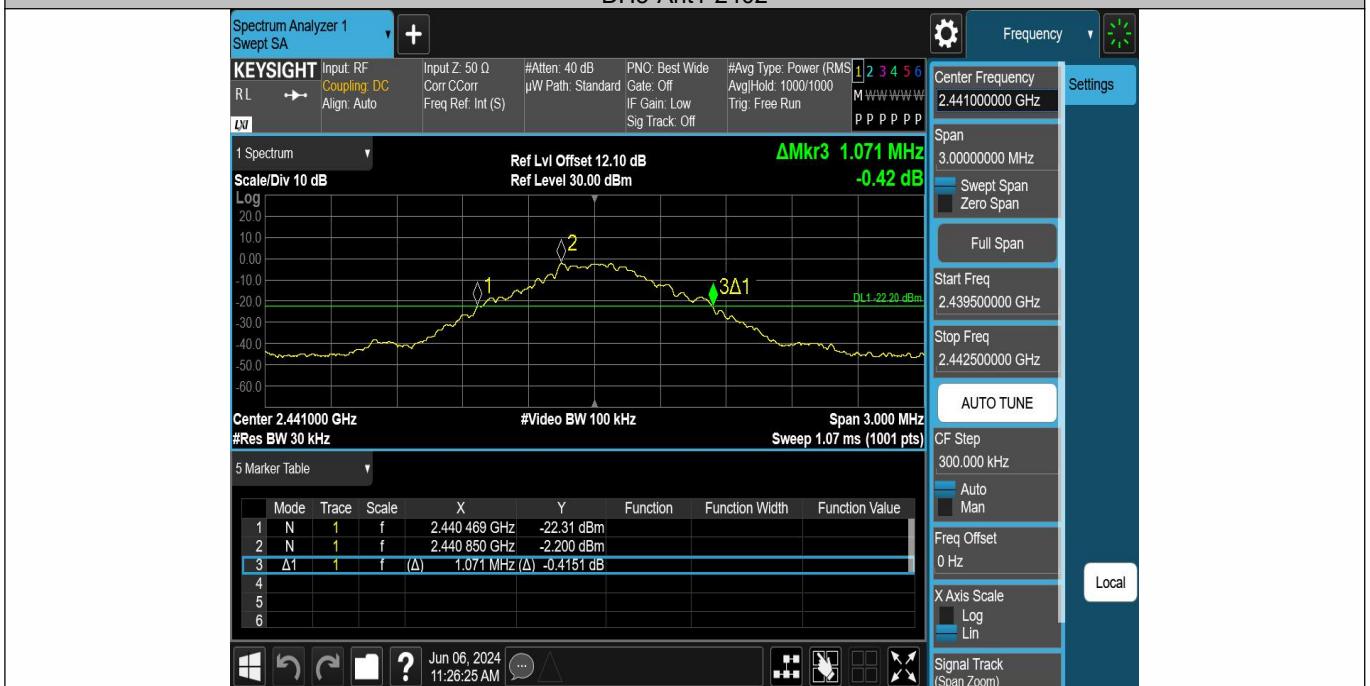 Spectrum Analyzer 1
Swept SA
+
Frequency
KEYSIGHT
RL
LXI
Input: RF
Coupling: DC
Align: Auto
Input Z: 50 Ω
Corr CCorr
Freq Ref: Int (S)
#Atten: 40 dB
µW Path: Standard
PNO: Best Wide
Gate: Off
IF Gain: Low
Sig Track: Off
#Avg Type: Power (RMS
Avg|Hold: 1000/1000
Trig: Free Run
1 2 3 4 5 6
M W W W W W
P P P P P P
Center Frequency
2.441000000 GHz
Settings
1 Spectrum
Scale/Div 10 dB
Ref Lvl Offset 12.10 dB
Ref Level 30.00 dBm
ΔMkr3 1.071 MHz
-0.42 dB
Log
20.0
10.0
0.00
-10.0
-20.0
-30.0
-40.0
-50.0
-60.0
1
2
3Δ1
DL1 -22.20 dBm
Center 2.441000 GHz
#Res BW 30 kHz
#Video BW 100 kHz
Span 3.000 MHz
Sweep 1.07 ms (1001 pts)
Span
3.00000000 MHz
Swept Span
Zero Span
Full Span
Start Freq
2.439500000 GHz
Stop Freq
2.442500000 GHz
AUTO TUNE
CF Step
300.000 kHz
Auto
Man
Freq Offset
0 Hz
X Axis Scale
Log
Lin
Signal Track
(Span Zoom)
Local
5 Marker Table
Mode Trace Scale X Y Function Function Width Function Value
1 N 1 f 2.440 469 GHz -22.31 dBm
2 N 1 f 2.440 850 GHz -2.200 dBm
3 Δ1 1 f (Δ) 1.071 MHz (Δ) -0.4151 dB
4
5
6
?
Jun 06, 2024
11:26:25 AM